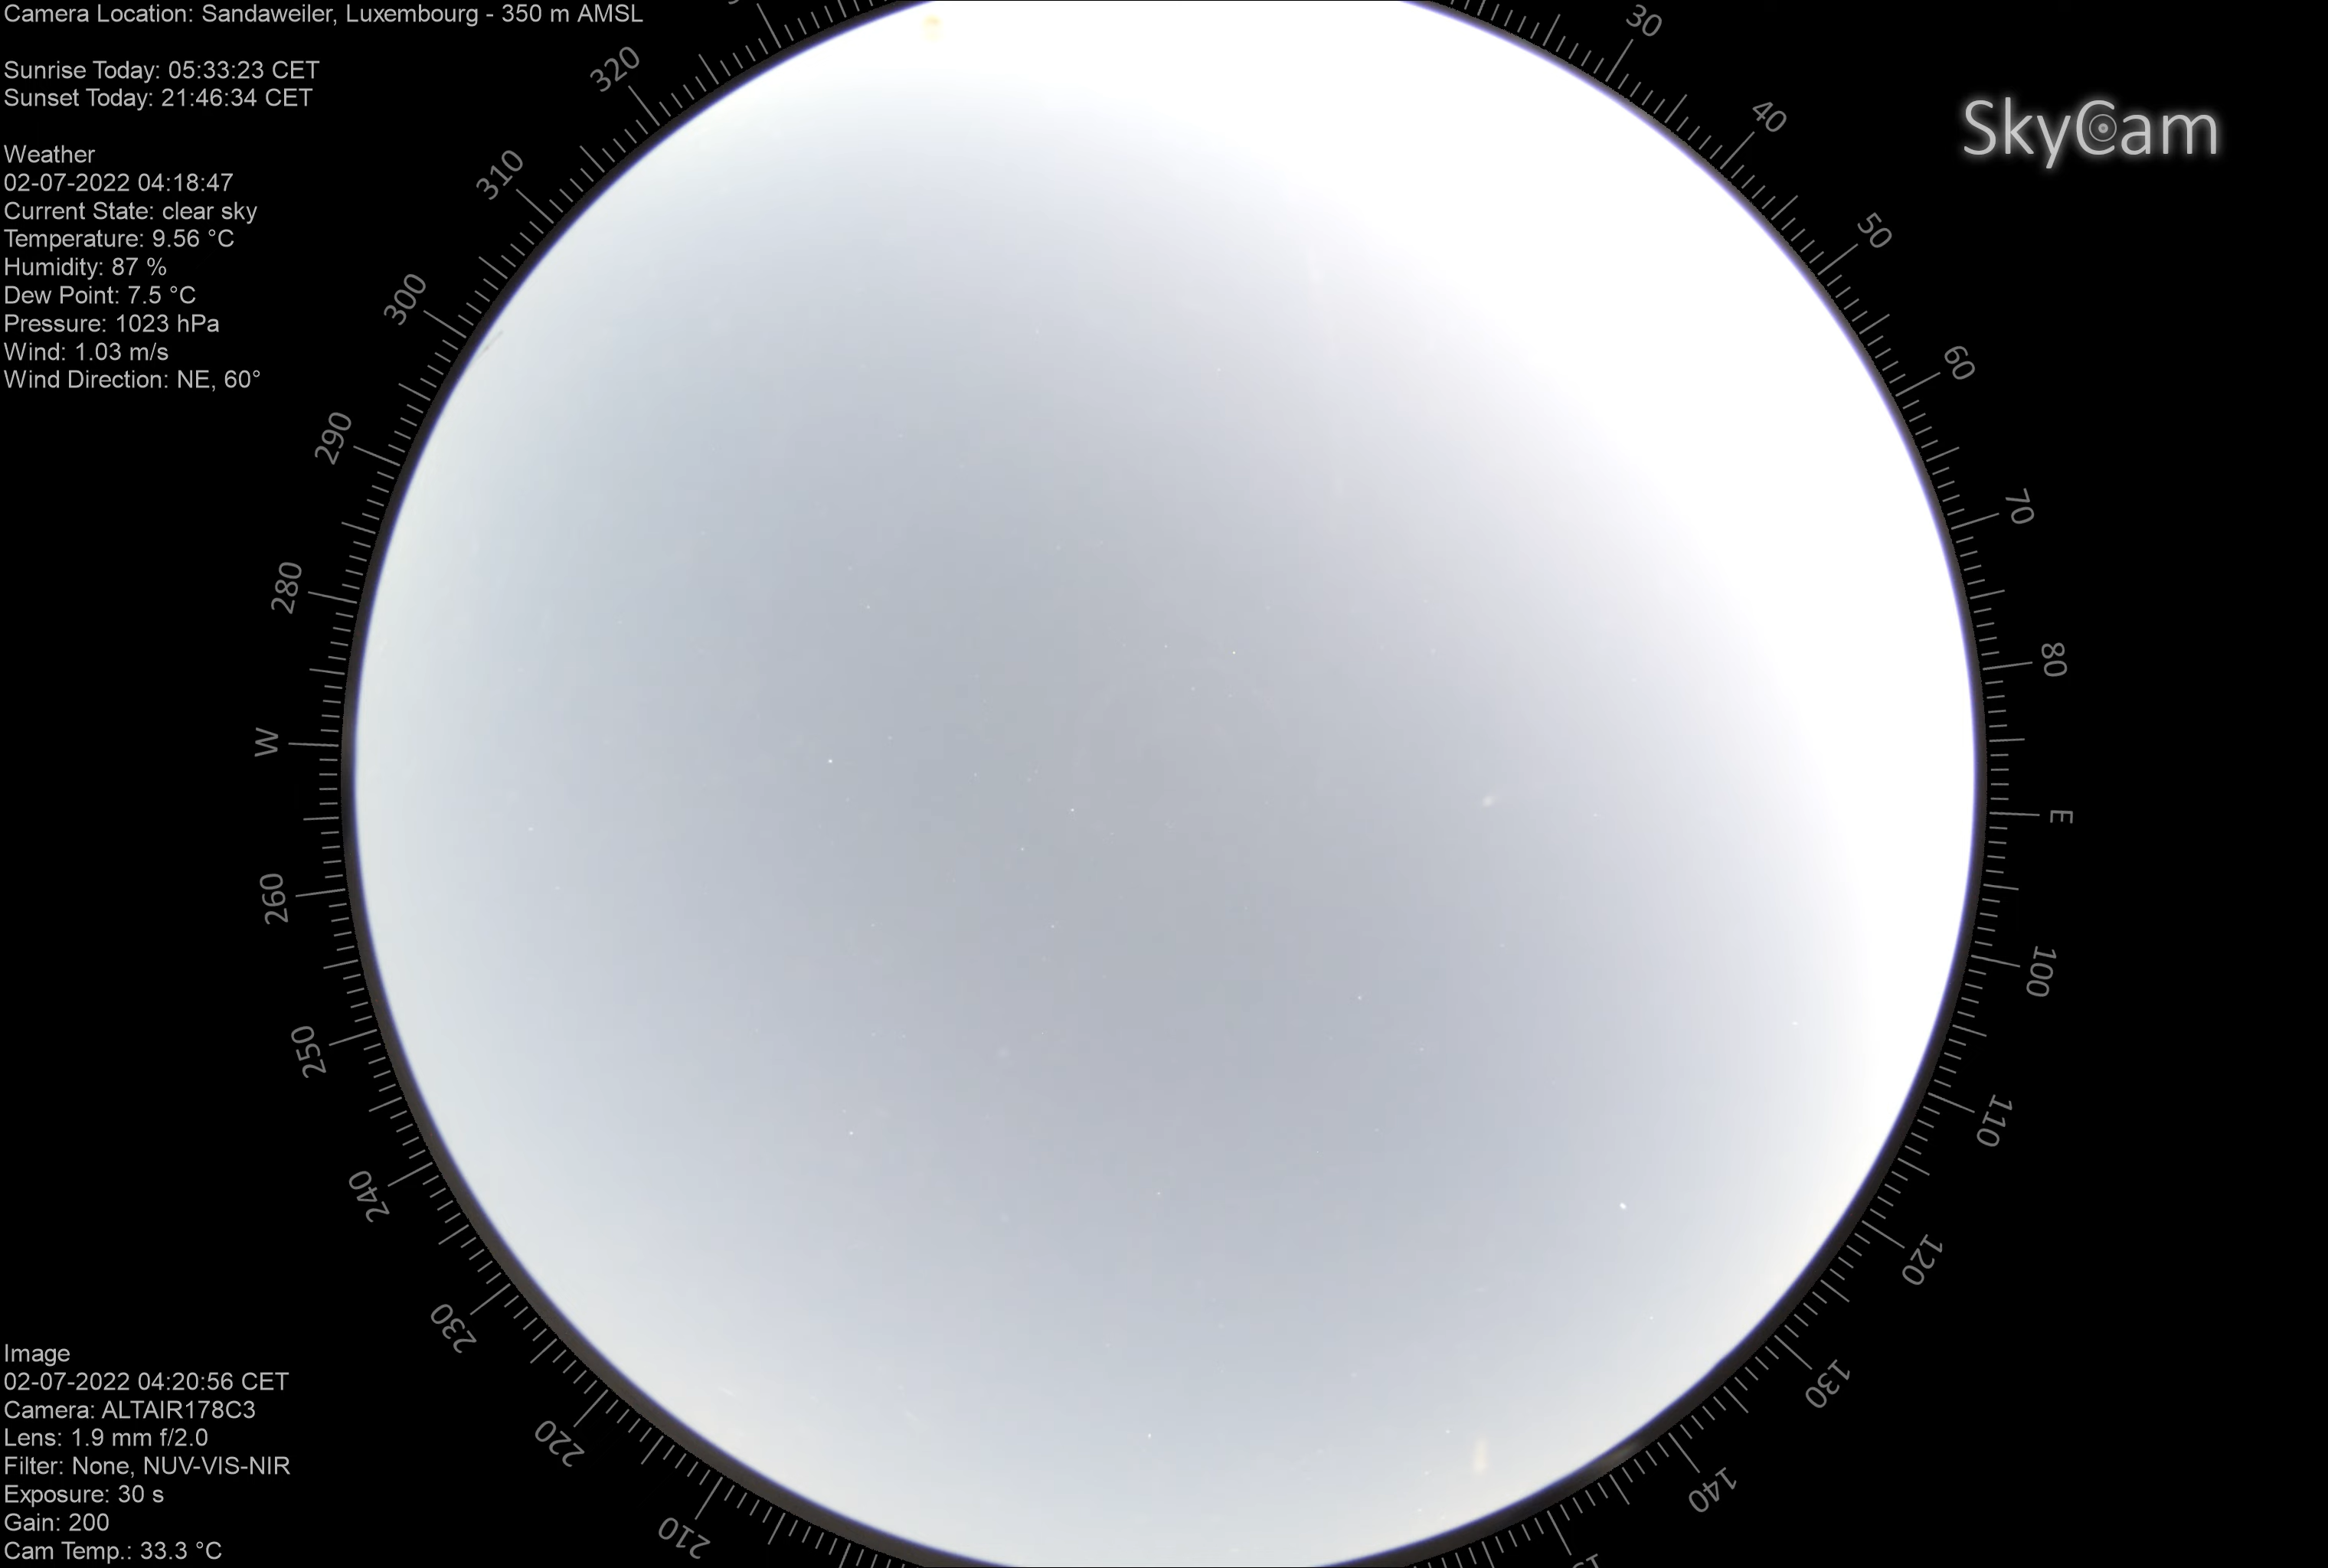 Camera Location: Sandaweiler, Luxembourg - 350 m AMSL
Sunrise Today: 05:33:23 CET
Sunset Today: 21:46:34 CET
Weather
02-07-2022 04:18:47
Current State: clear sky
Temperature: 9.56 °C
Humidity: 87 %
Dew Point: 7.5 °C
Pressure: 1023 hPa
Wind: 1.03 m/s
Wind Direction: NE, 60°
SkyCam
30
40
50
60
70
80
E
100
110
120
130
140
210
220
230
240
250
260
W
280
290
300
310
320
Image
02-07-2022 04:20:56 CET
Camera: ALTAIR178C3
Lens: 1.9 mm f/2.0
Filter: None, NUV-VIS-NIR
Exposure: 30 s
Gain: 200
Cam Temp.: 33.3 °C